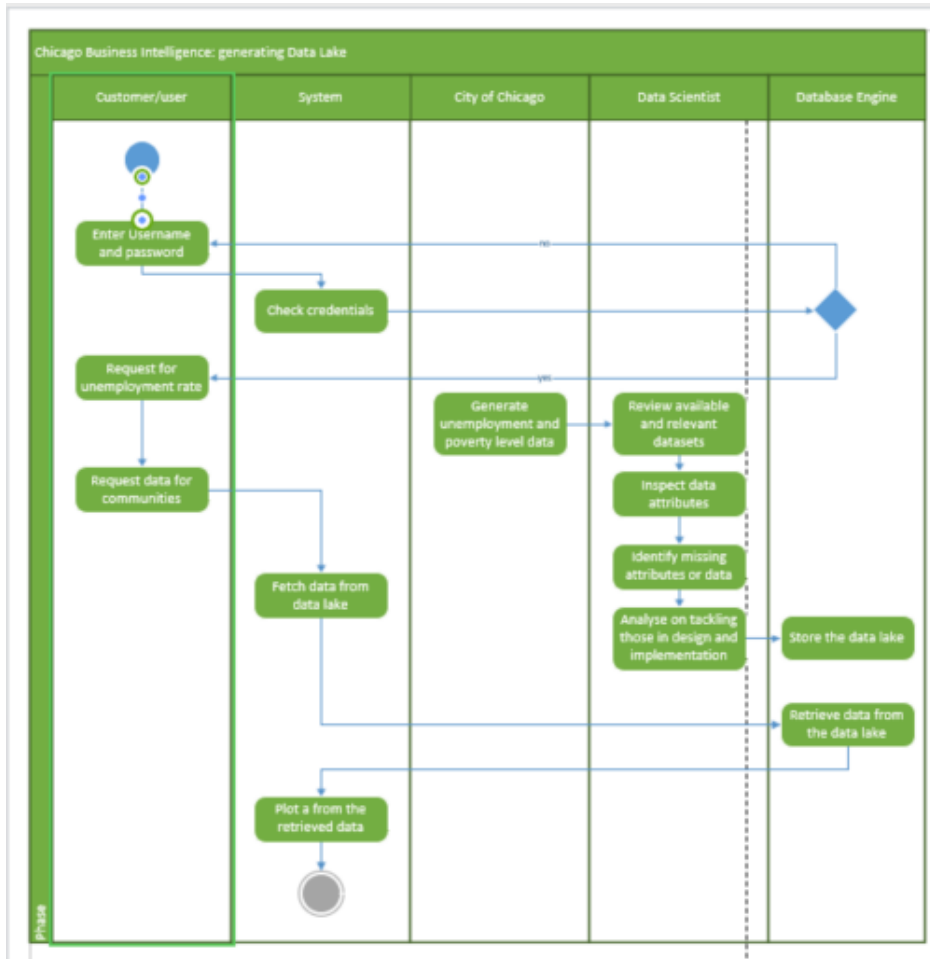 Chicago Business Intelligence: generating Data Lake
Customer/user
System
City of Chicago
Data Scientist
Database Engine
Enter Username
and password
no
Check credentials
Request for
unemployment rate
yes
Generate
unemployment and
poverty level data
Review available
and relevant
datasets
Request data for
communities
Inspect data
attributes
Identify missing
attributes or data
Fetch data from
data lake
Analyse on tackling
those in design and
implementation
Store the data lake
Retrieve data from
the data lake
Plot a from the
retrieved data
Phase